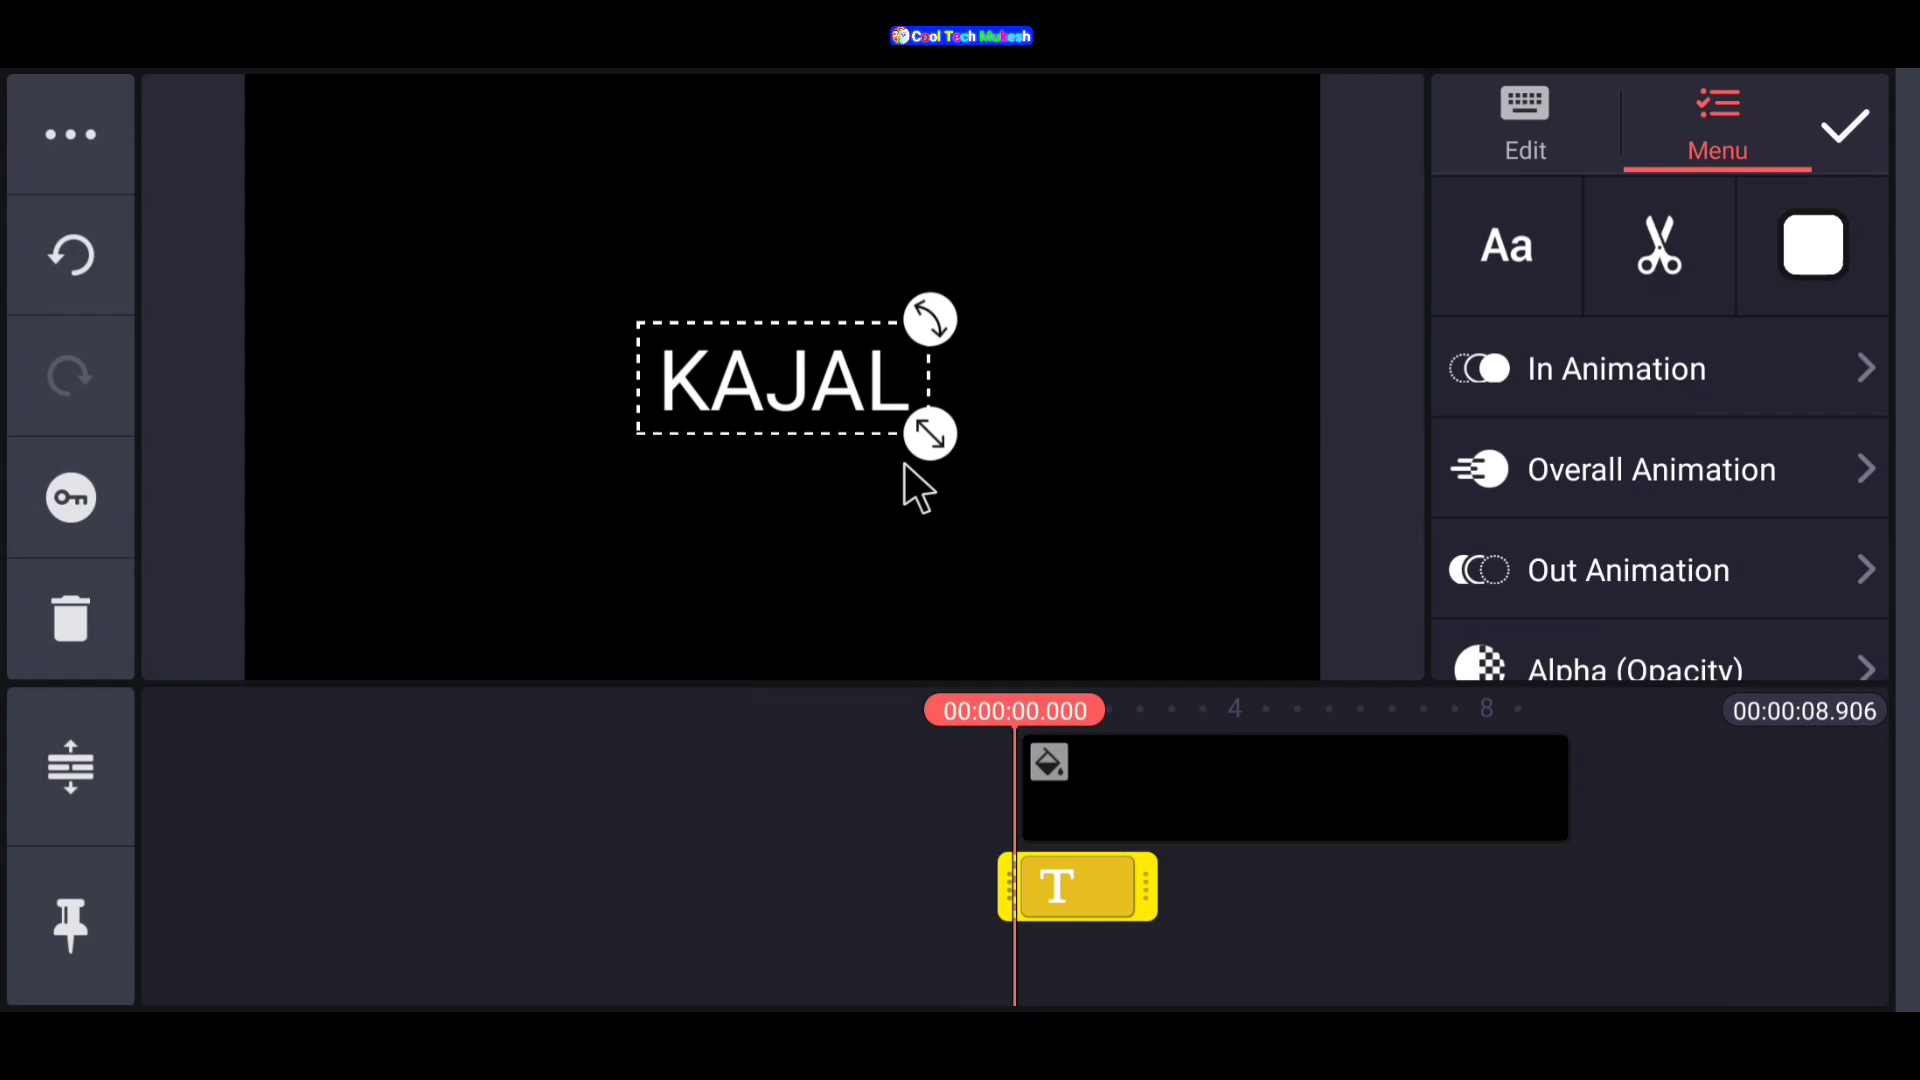 Cool Tech Mukesh
Edit
Menu
Aa
KAJAL
In Animation
Overall Animation
Out Animation
Alpha (Opacity)
00:00:00.000
4
8
00:00:08.906
T